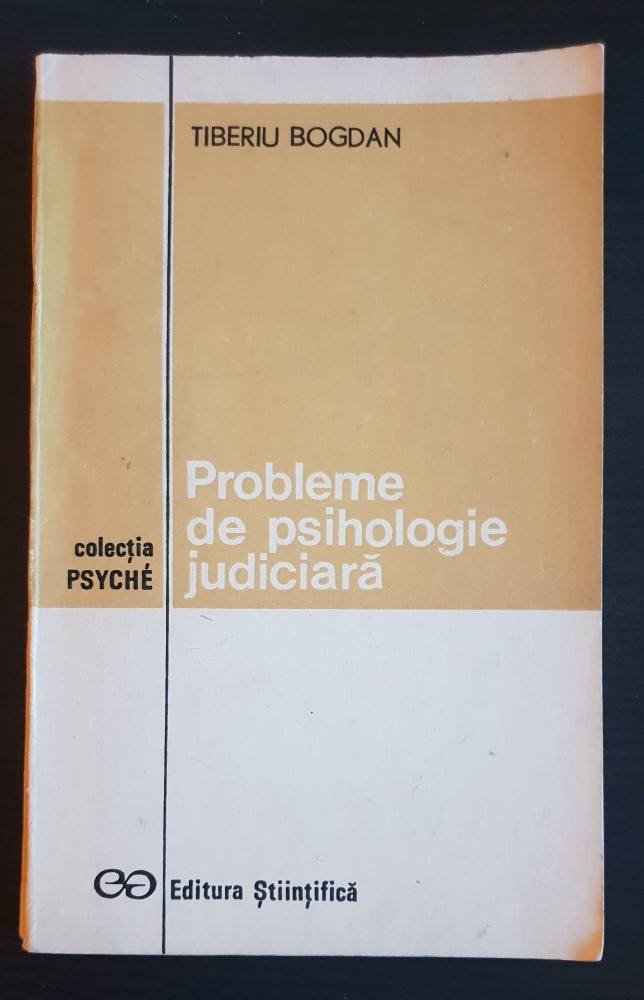 TIBERIU BOGDAN
Probleme
de psihologie
judiciară
colecția
PSYCHÉ
Editura Științifică